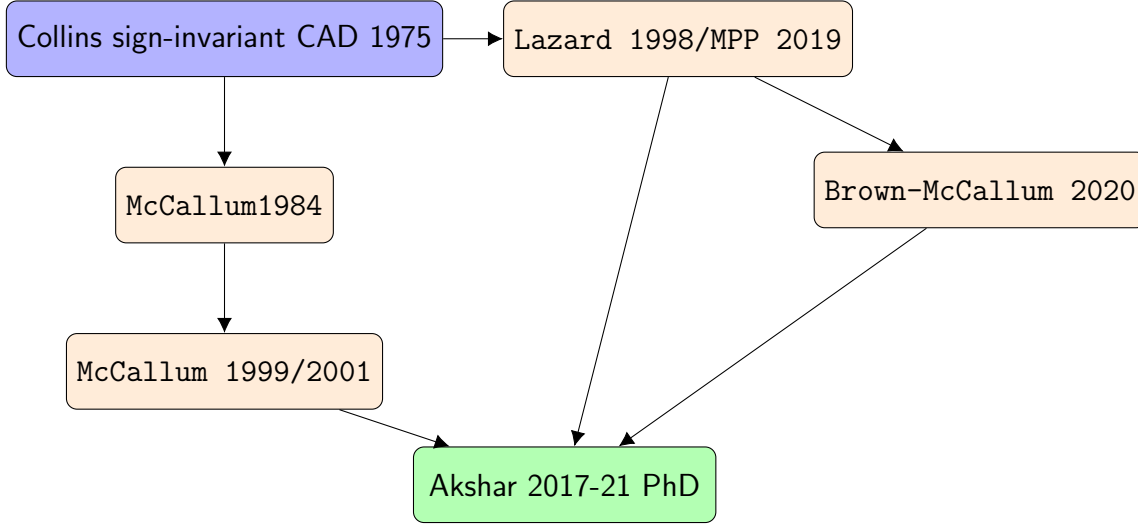 Collins sign-invariant CAD 1975
Lazard 1998/MPP 2019
McCallum1984
Brown-McCallum 2020
McCallum 1999/2001
Akshar 2017-21 PhD